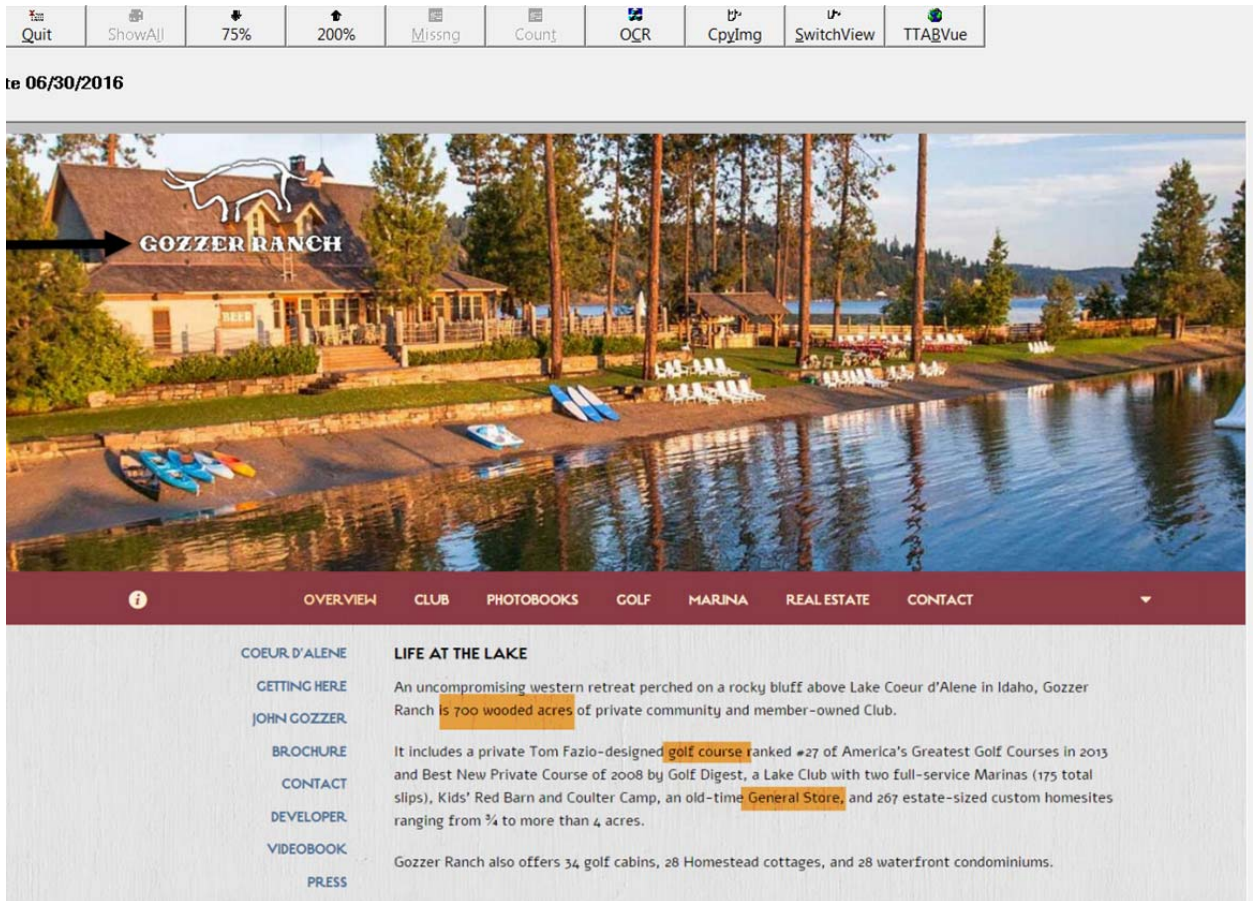 Quit ShowAll 75% 200% Missng Count OCR CpyImg SwitchView TTABVue
te 06/30/2016
GOZZER RANCH
BEER
OVERVIEW CLUB PHOTOBOOKS GOLF MARINA REAL ESTATE CONTACT
COEUR D'ALENE
GETTING HERE
JOHN GOZZER
BROCHURE
CONTACT
DEVELOPER
VIDEOBOOK
PRESS
LIFE AT THE LAKE
An uncompromising western retreat perched on a rocky bluff above Lake Coeur d'Alene in Idaho, Gozzer
Ranch is 700 wooded acres of private community and member-owned Club.
It includes a private Tom Fazio-designed golf course ranked #27 of America's Greatest Golf Courses in 2013
and Best New Private Course of 2008 by Golf Digest, a Lake Club with two full-service Marinas (175 total
slips), Kids' Red Barn and Coulter Camp, an old-time General Store, and 267 estate-sized custom homesites
ranging from ¾ to more than 4 acres.
Gozzer Ranch also offers 34 golf cabins, 28 Homestead cottages, and 28 waterfront condominiums.